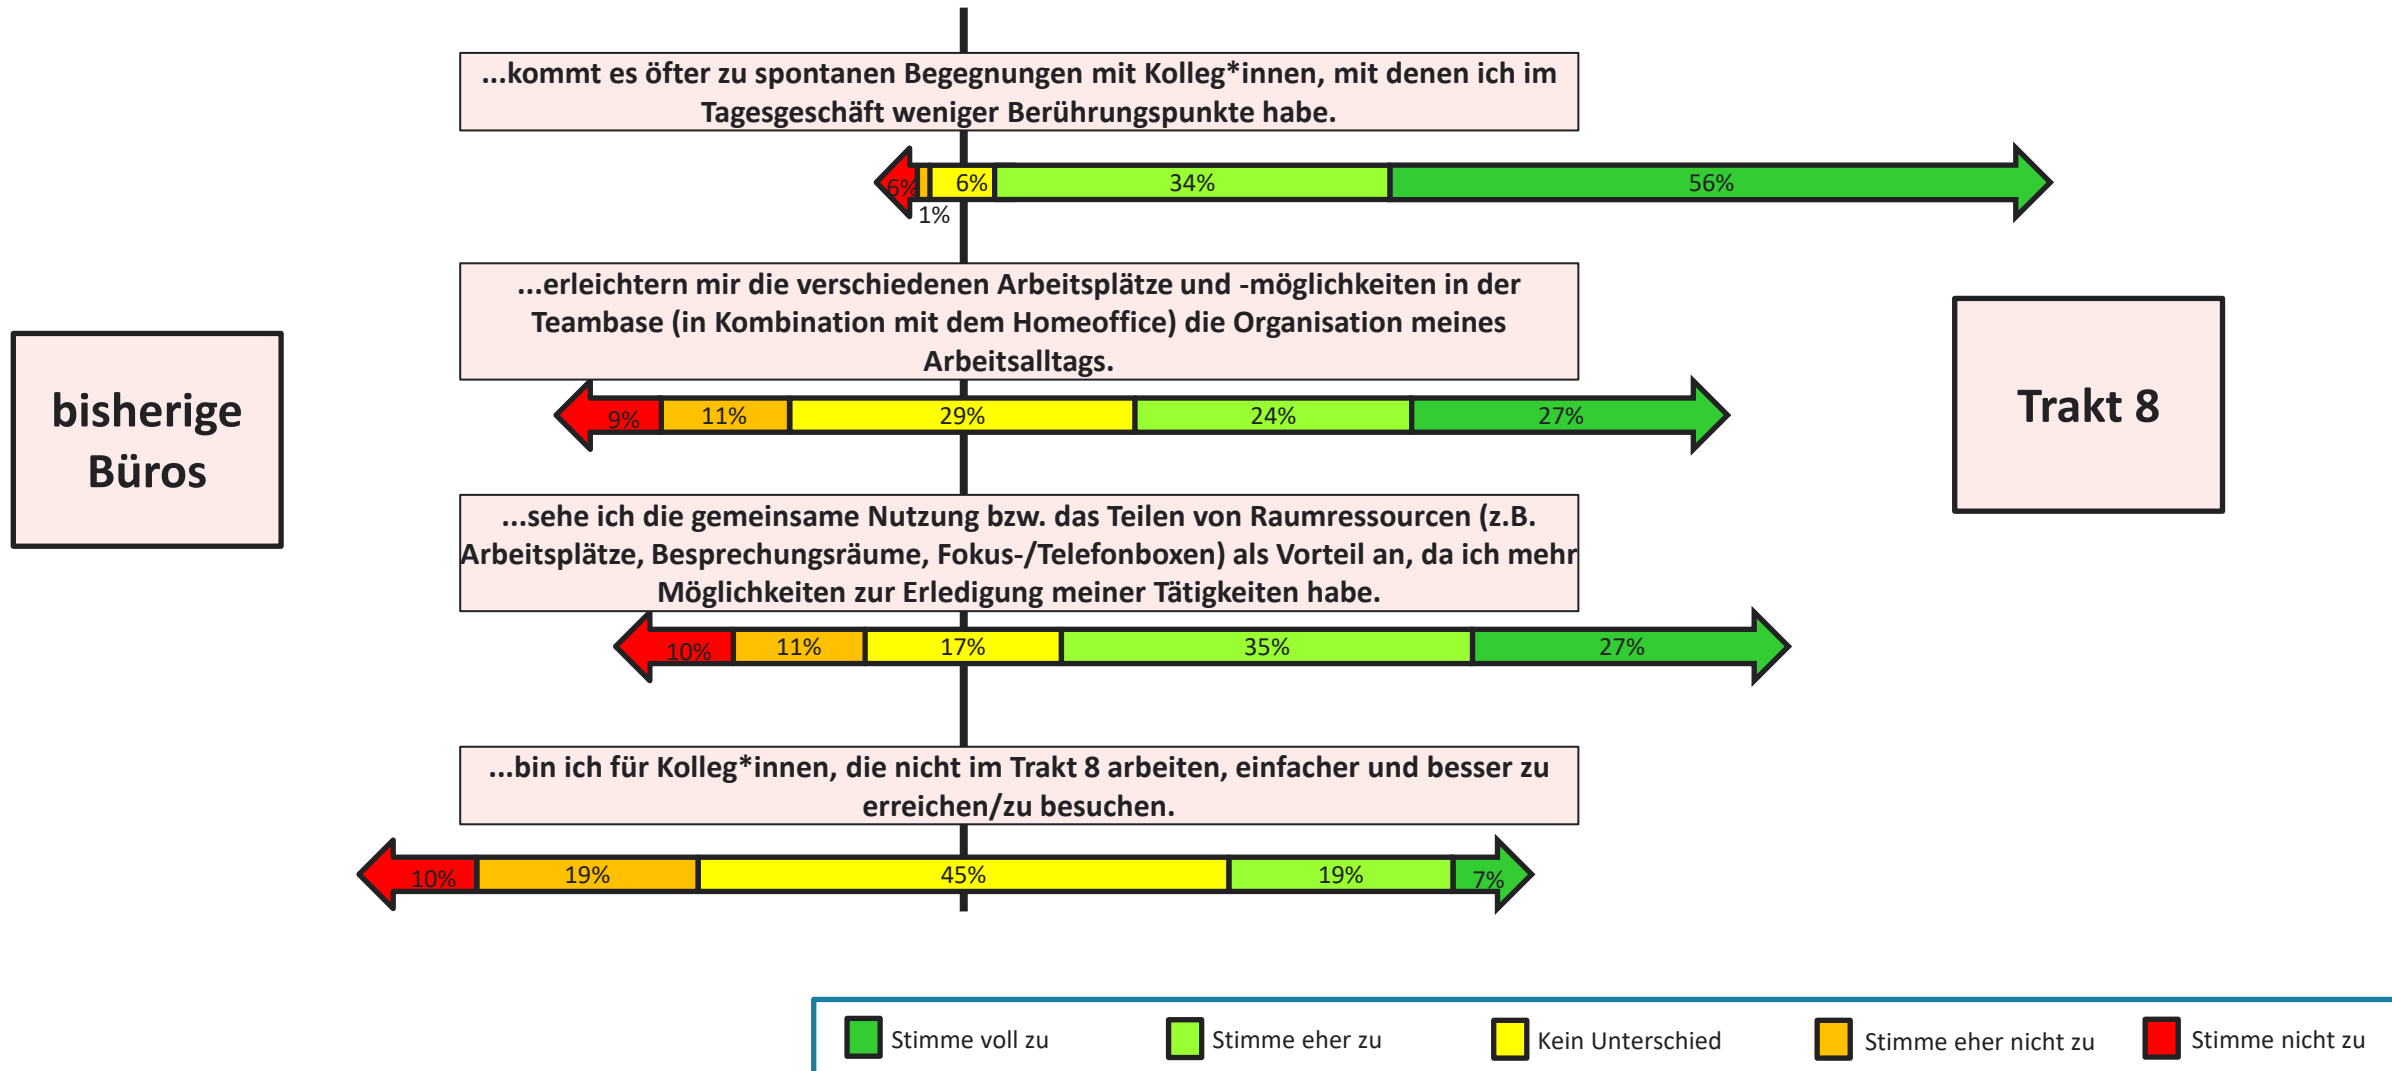 ...kommt es öfter zu spontanen Begegnungen mit Kolleg*innen, mit denen ich im
Tagesgeschäft weniger Berührungspunkte habe.
6%
1%
6%
34%
56%
...erleichtern mir die verschiedenen Arbeitsplätze und -möglichkeiten in der
Teambase (in Kombination mit dem Homeoffice) die Organisation meines
Arbeitsalltags.
9%
11%
29%
24%
27%
bisherige
Büros
Trakt 8
...sehe ich die gemeinsame Nutzung bzw. das Teilen von Raumressourcen (z.B.
Arbeitsplätze, Besprechungsräume, Fokus-/Telefonboxen) als Vorteil an, da ich mehr
Möglichkeiten zur Erledigung meiner Tätigkeiten habe.
10%
11%
17%
35%
27%
...bin ich für Kolleg*innen, die nicht im Trakt 8 arbeiten, einfacher und besser zu
erreichen/zu besuchen.
10%
19%
45%
19%
7%
Stimme voll zu
Stimme eher zu
Kein Unterschied
Stimme eher nicht zu
Stimme nicht zu